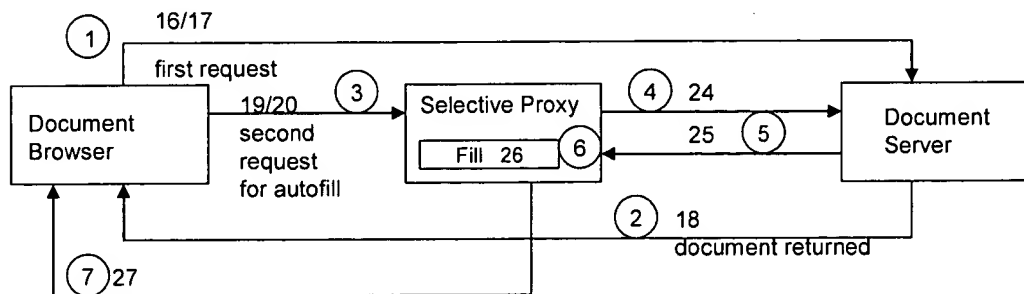 1
16/17
first request
19/20
second
request
for autofill
3
Document
Browser
Selective Proxy
Fill 26
6
4
24
25
5
Document
Server
2
18
document returned
7
27